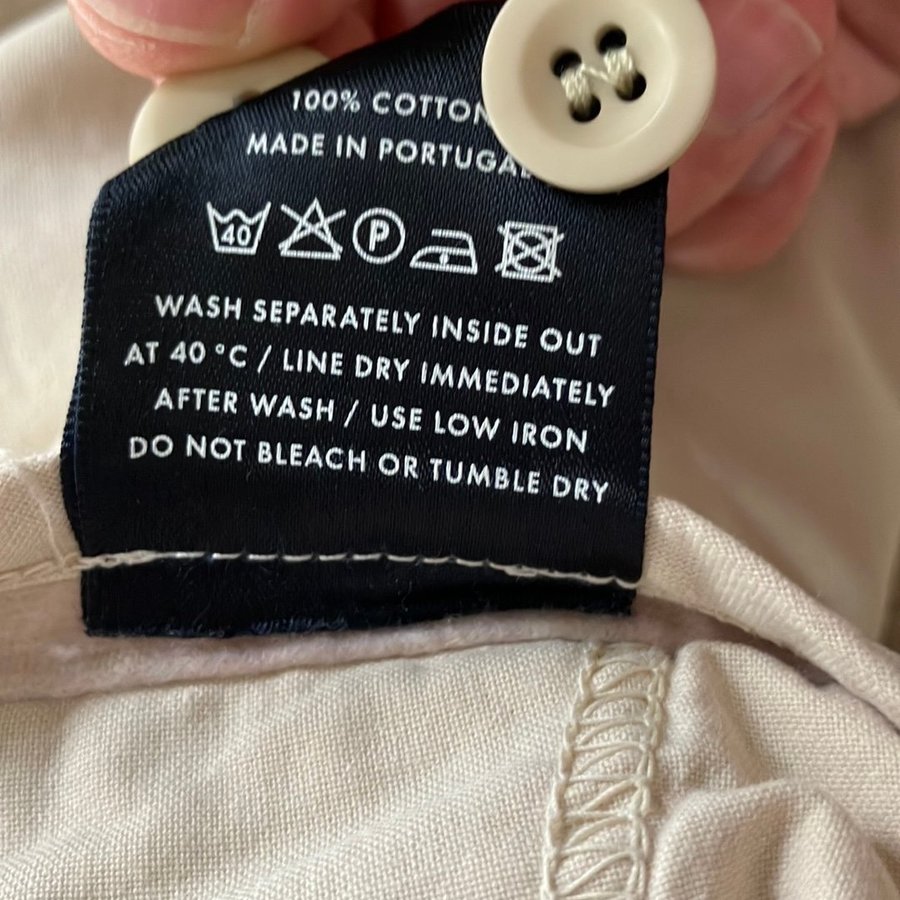 100% COTTON
MADE IN PORTUGAL
40 P
WASH SEPARATELY INSIDE OUT
AT 40 °C / LINE DRY IMMEDIATELY
AFTER WASH / USE LOW IRON
DO NOT BLEACH OR TUMBLE DRY